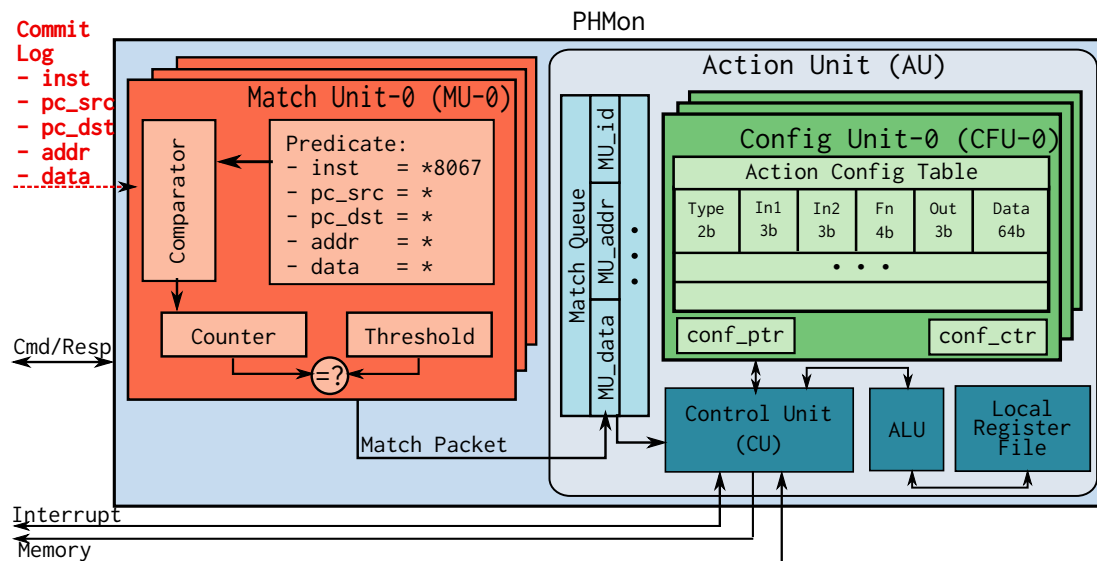 PHMon
Commit
Log
- inst
- pc_src
- pc_dst
- addr
- data
Match Unit-0 (MU-0)
Comparator
Predicate:
- inst = *8067
- pc_src = *
- pc_dst = *
- addr = *
- data = *
Counter
Threshold
=?
Cmd/Resp
Match Packet
Interrupt
Memory
Action Unit (AU)
Match Queue
MU_id
MU_addr
MU_data
...
Config Unit-0 (CFU-0)
Action Config Table
Type In1 In2 Fn Out Data
2b 3b 3b 4b 3b 64b
...
conf_ptr
conf_ctr
Control Unit
(CU)
ALU
Local
Register
File